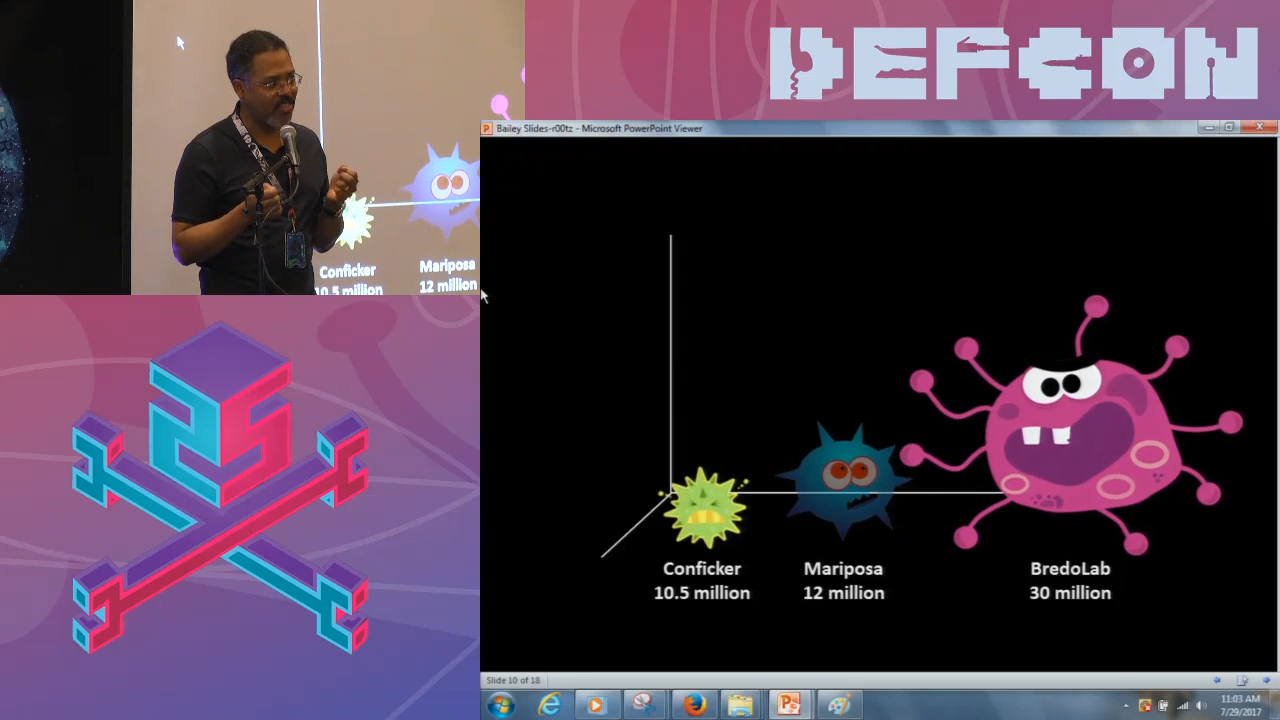 DEFCON
Bailey Slides-r00tz - Microsoft PowerPoint Viewer
Conficker
10.5 million
Mariposa
12 million
Conficker
10.5 million
Mariposa
12 million
BredoLab
30 million
Slide 10 of 18
11:03 AM
7/29/2017